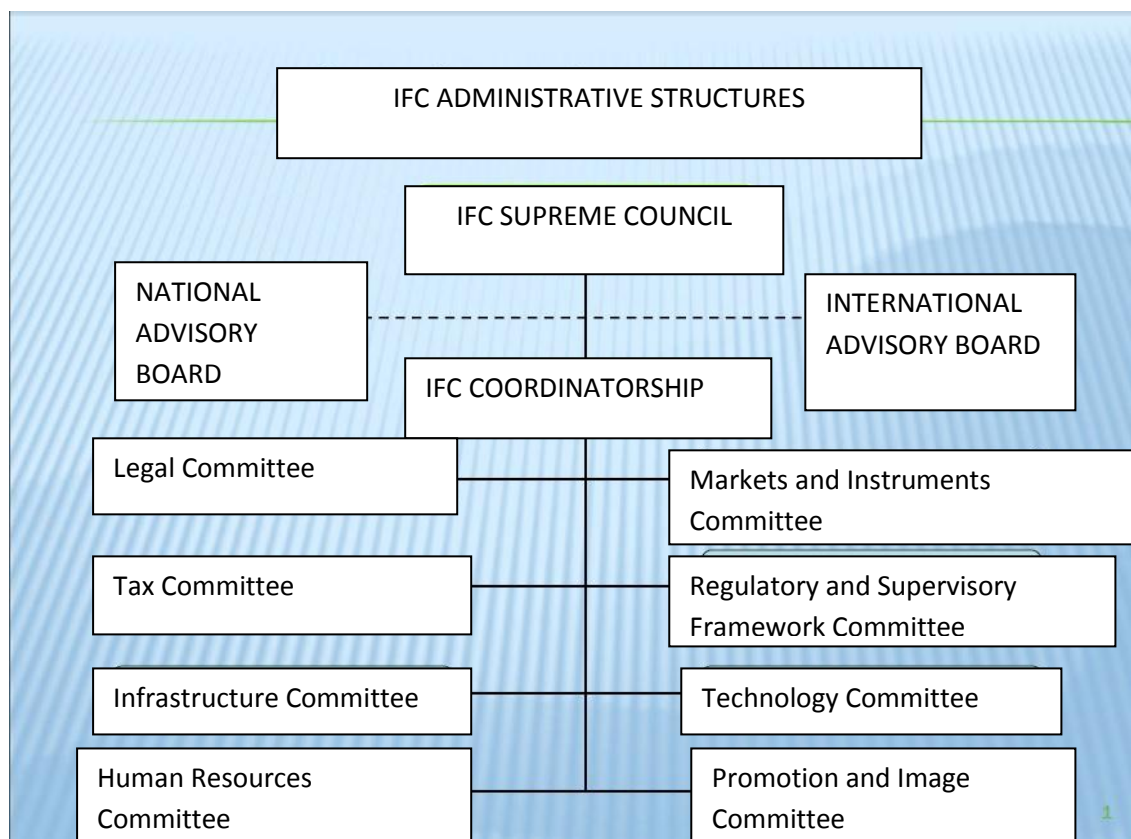 IFC ADMINISTRATIVE STRUCTURES
IFC SUPREME COUNCIL
NATIONAL
ADVISORY
BOARD
INTERNATIONAL
ADVISORY BOARD
IFC COORDINATORSHIP
Legal Committee
Markets and Instruments
Committee
Tax Committee
Regulatory and Supervisory
Framework Committee
Infrastructure Committee
Technology Committee
Human Resources
Committee
Promotion and Image
Committee
1